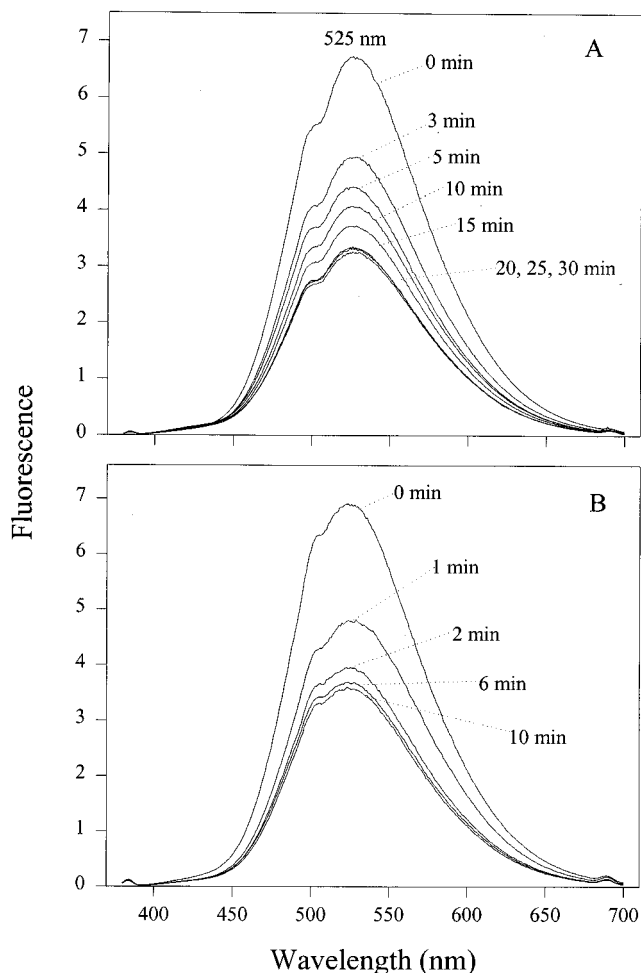 525 nm
A
0 min
3 min
5 min
10 min
15 min
20, 25, 30 min
7
6
5
4
3
2
1
0
Fluorescence
B
0 min
1 min
2 min
6 min
10 min
7
6
5
4
3
2
1
0
400 450 500 550 600 650 700
Wavelength (nm)